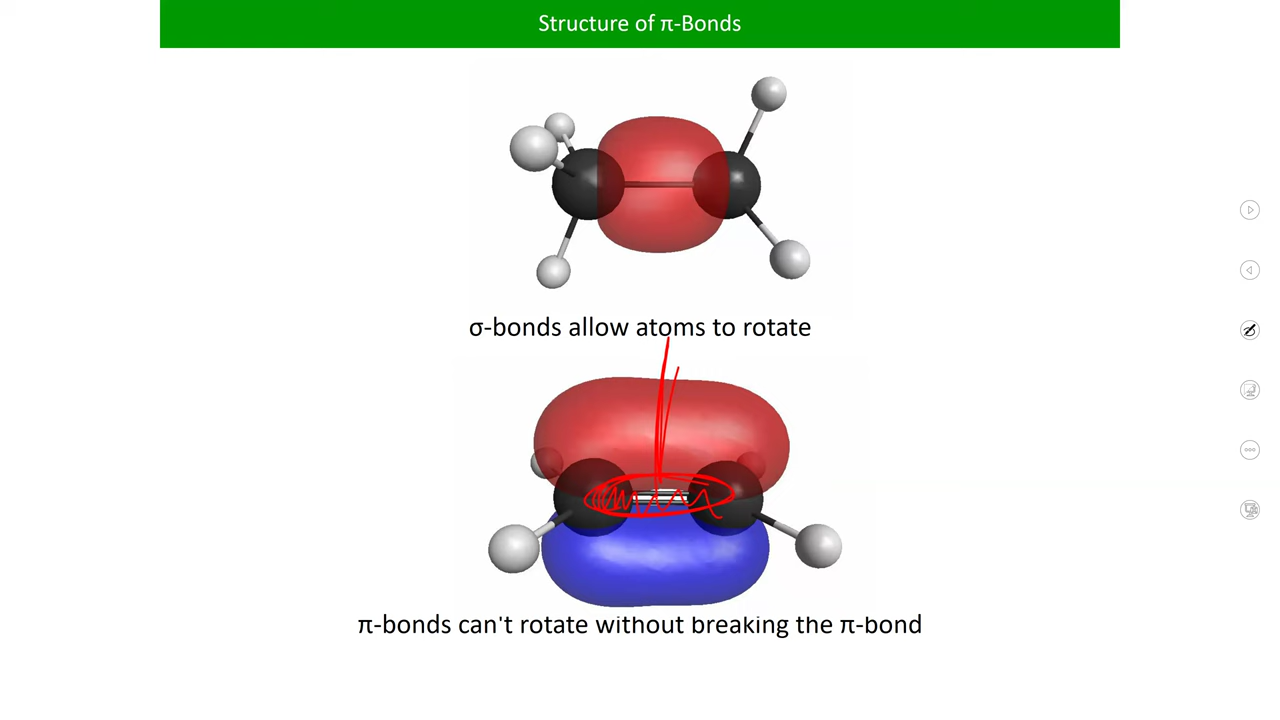 Structure of π-Bonds
σ-bonds allow atoms to rotate
π-bonds can't rotate without breaking the π-bond